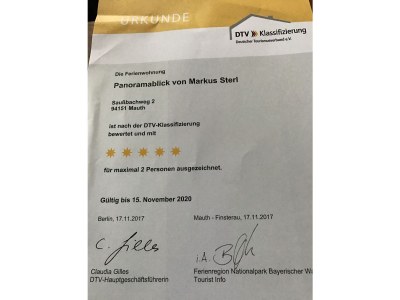 URKUNDE
DTV Klassifizierung
Deutscher Tourismusverband e.V.
Die Ferienwohnung
Panoramablick von Markus Sterl
Saußbachweg 2
94151 Mauth
ist nach der DTV-Klassifizierung
bewertet und mit
für maximal 2 Personen ausgezeichnet.
Gültig bis 15. November 2020
Berlin, 17.11.2017
Mauth - Finsterau, 17.11.2017
C. Gilles
i.A.
Claudia Gilles
DTV-Hauptgeschäftsführerin
Ferienregion Nationalpark Bayerischer
Tourist Info